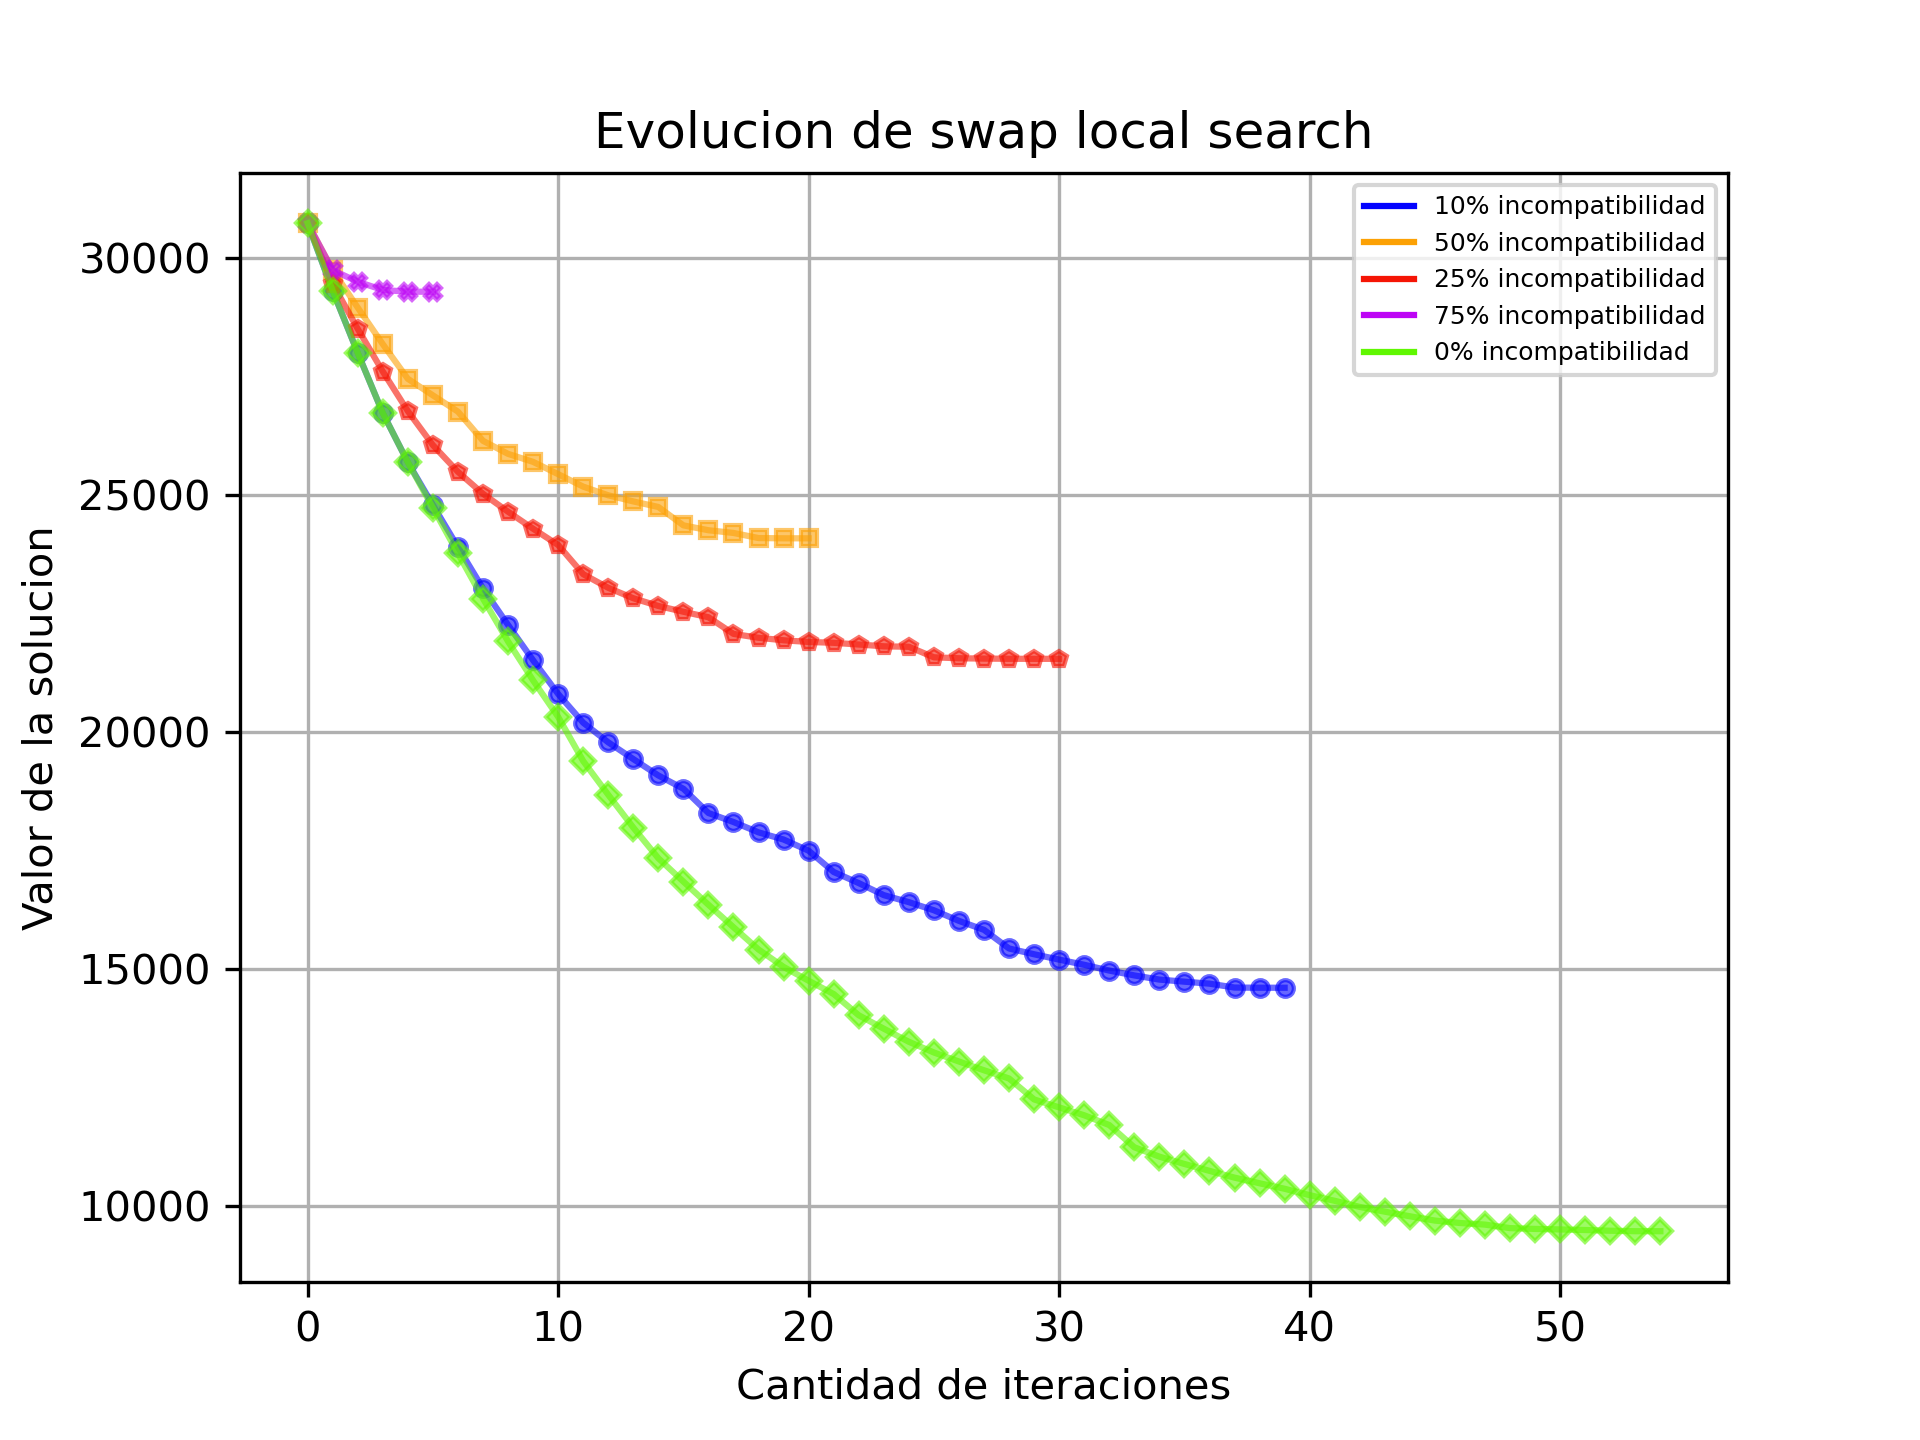 Evolucion de swap local search
10% incompatibilidad
50% incompatibilidad
25% incompatibilidad
75% incompatibilidad
0% incompatibilidad
Valor de la solucion
30000
25000
20000
15000
10000
0 10 20 30 40 50
Cantidad de iteraciones